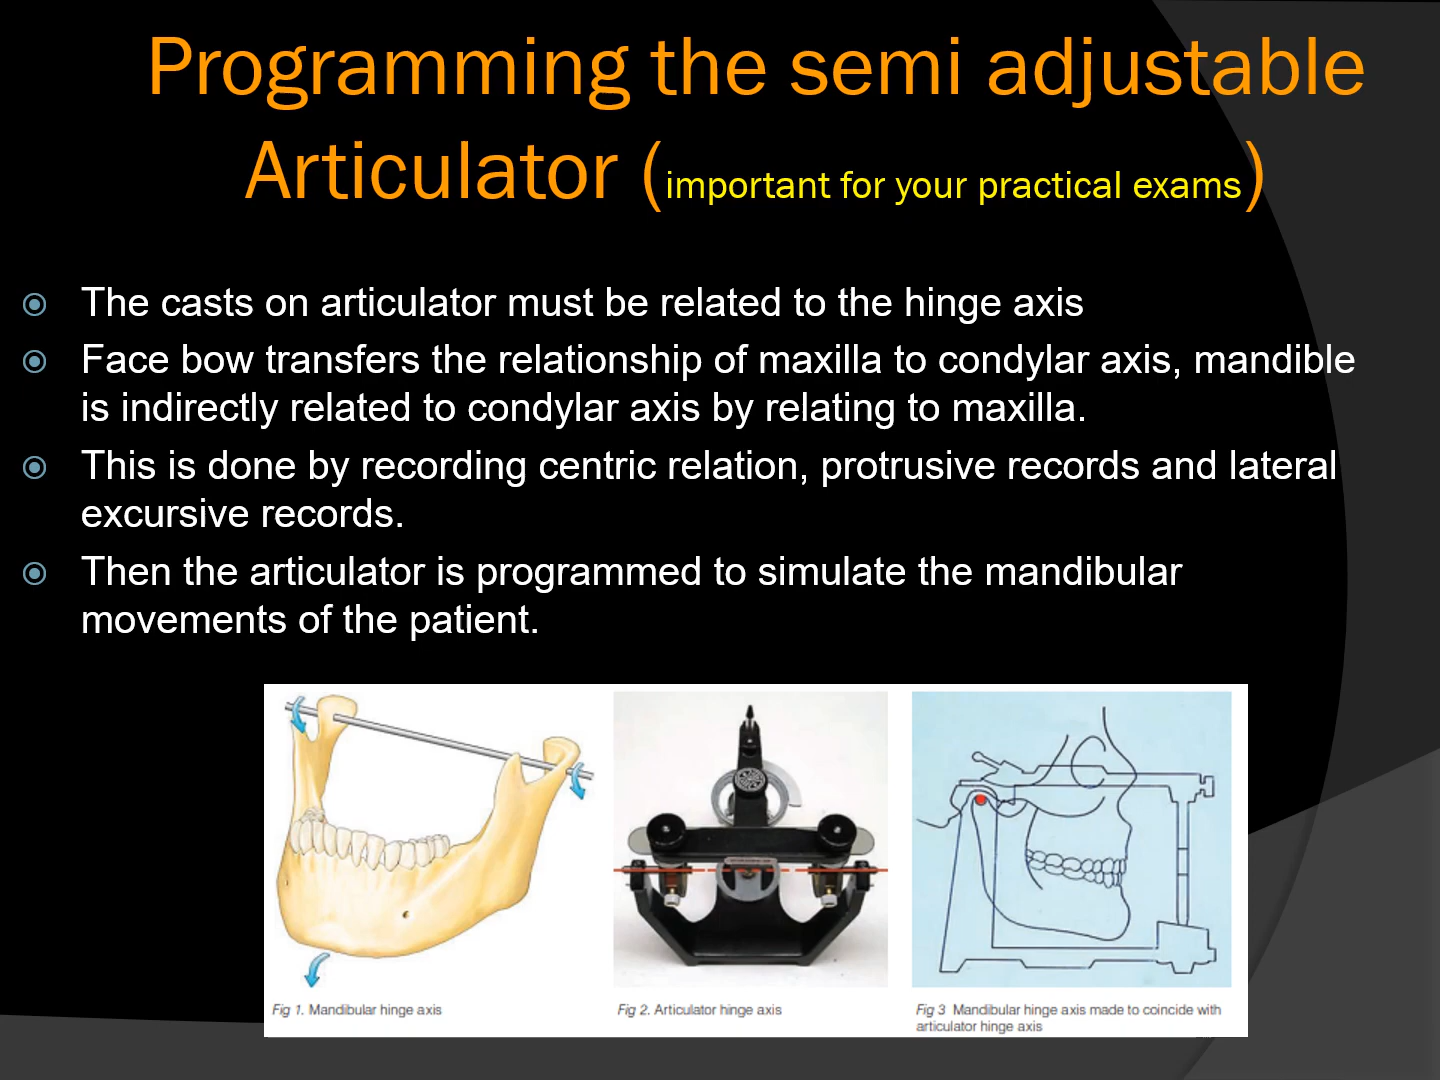 Programming the semi adjustable
Articulator (important for your practical exams)
The casts on articulator must be related to the hinge axis
Face bow transfers the relationship of maxilla to condylar axis, mandible
is indirectly related to condylar axis by relating to maxilla.
This is done by recording centric relation, protrusive records and lateral
excursive records.
Then the articulator is programmed to simulate the mandibular
movements of the patient.
Fig 1. Mandibular hinge axis
Fig 2. Articulator hinge axis
Fig 3 Mandibular hinge axis made to coincide with
articulator hinge axis